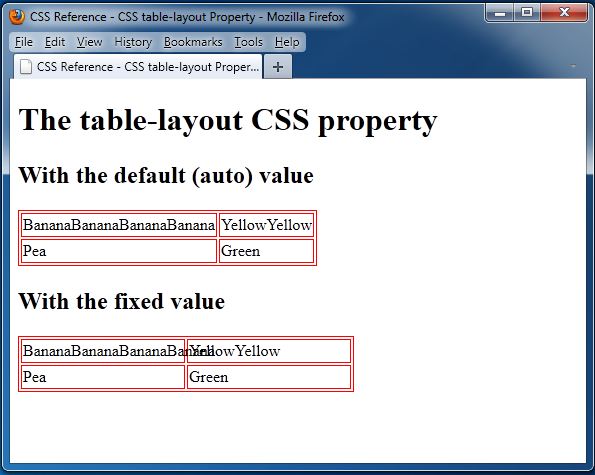 CSS Reference - CSS table-layout Property - Mozilla Firefox
File Edit View History Bookmarks Tools Help
CSS Reference - CSS table-layout Proper...
The table-layout CSS property
With the default (auto) value
BananaBananaBananaBanana YellowYellow
Pea Green
With the fixed value
BananaBananaBananaBanana YellowYellow
Pea Green